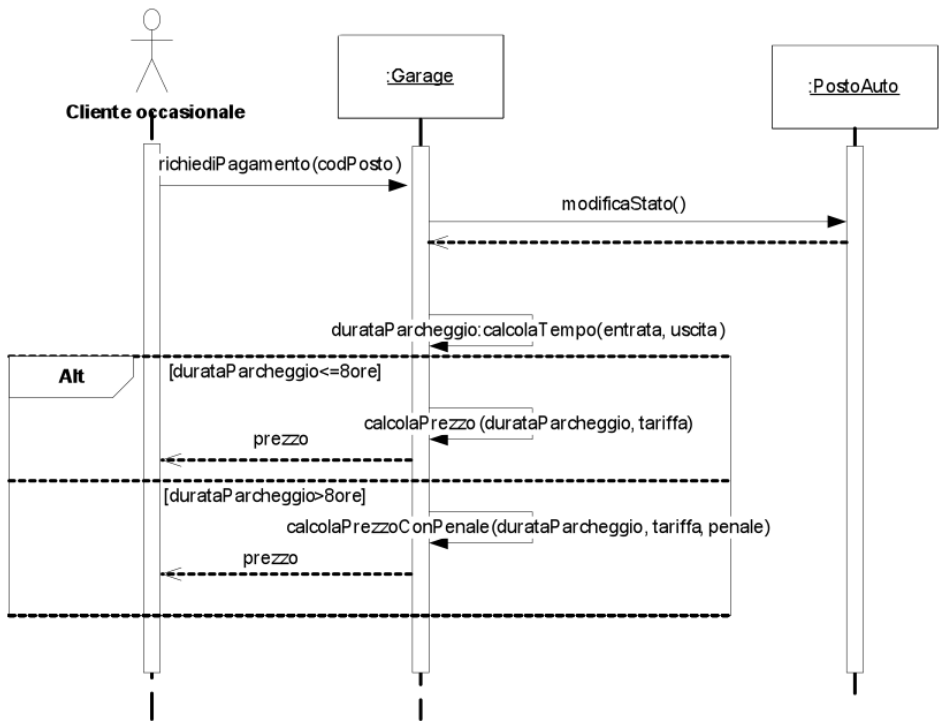 :Garage
:PostoAuto
Cliente occasionale
richiediPagamento(codPosto)
modificaStato()
durataParcheggio:calcolaTempo(entrata, uscita)
Alt
[durataParcheggio<=8ore]
calcolaPrezzo (durataParcheggio, tariffa)
prezzo
[durataParcheggio>8ore]
calcolaPrezzoConPenale(durataParcheggio, tariffa, penale)
prezzo